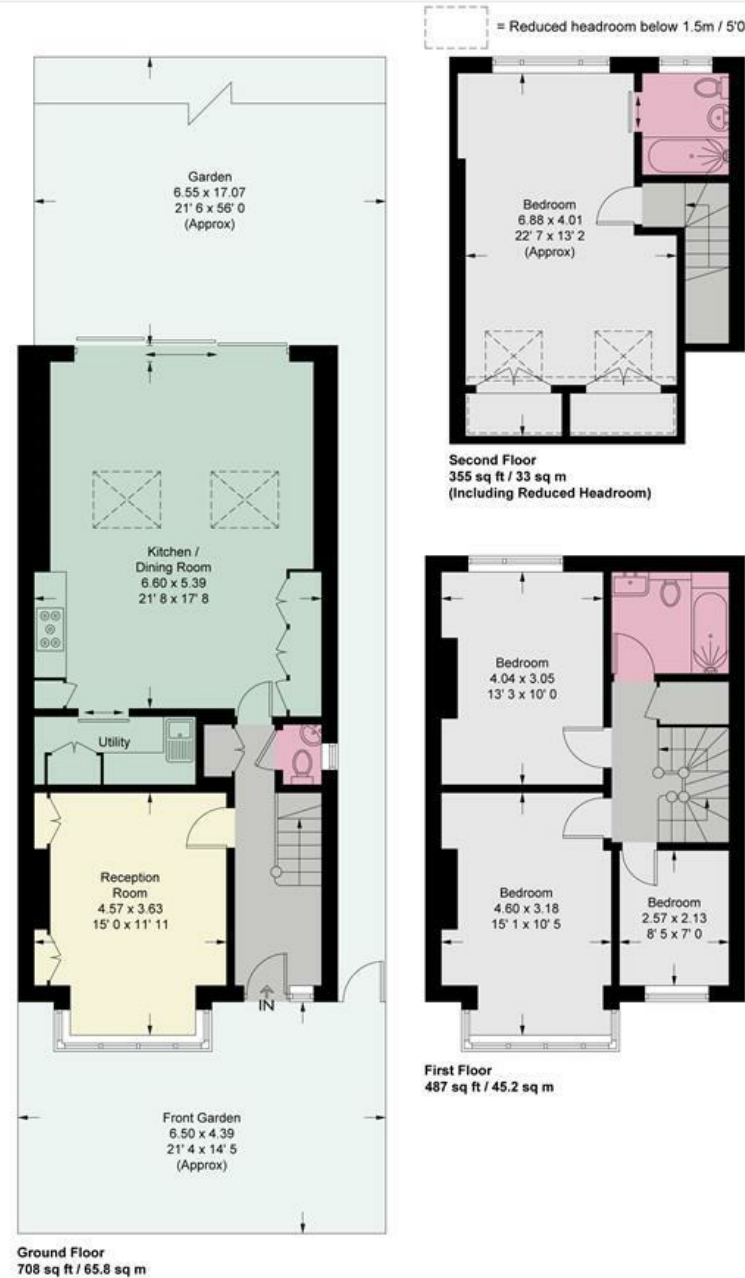 = Reduced headroom below 1.5m / 5'0
Garden
6.55 x 17.07
21' 6 x 56' 0
(Approx)
Bedroom
6.88 x 4.01
22' 7 x 13' 2
(Approx)
Second Floor
355 sq ft / 33 sq m
(Including Reduced Headroom)
Kitchen /
Dining Room
6.60 x 5.39
21' 8 x 17' 8
Utility
Reception
Room
4.57 x 3.63
15' 0 x 11' 11
IN
Bedroom
4.04 x 3.05
13' 3 x 10' 0
Bedroom
4.60 x 3.18
15' 1 x 10' 5
Bedroom
2.57 x 2.13
8' 5 x 7' 0
First Floor
487 sq ft / 45.2 sq m
Front Garden
6.50 x 4.39
21' 4 x 14' 5
(Approx)
Ground Floor
708 sq ft / 65.8 sq m